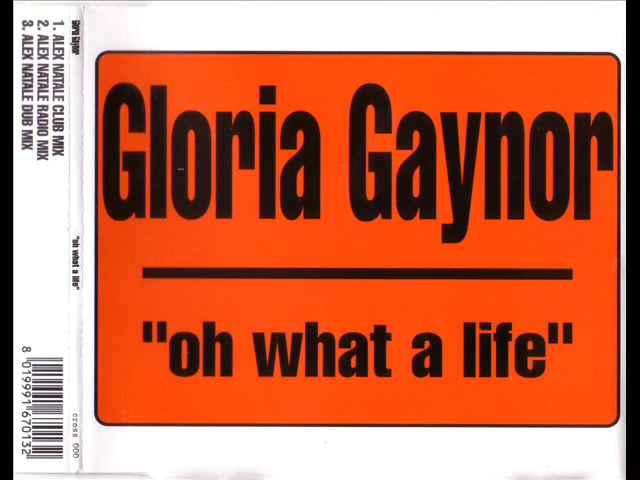 Gloria Gaynor
"oh what a life"
Gloria Gaynor
1. ALEX NATALE CLUB MIX
2. ALEX NATALE RADIO MIX
3. ALEX NATALE DUB MIX
"oh what a life"
cross 000
8 019991 670132